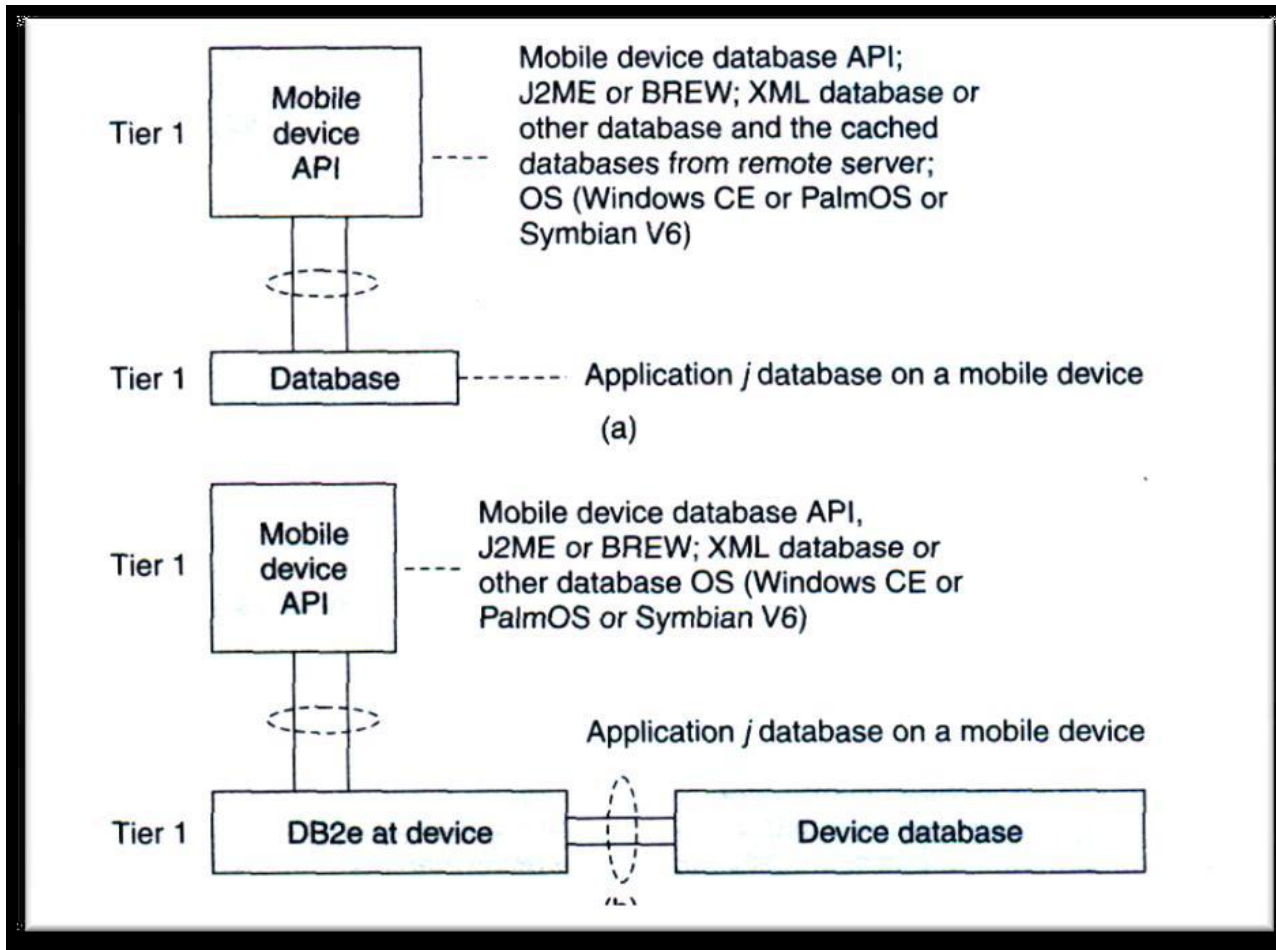 Mobile device database API;
J2ME or BREW; XML database or
other database and the cached
databases from remote server;
OS (Windows CE or PalmOS or
Symbian V6)
Tier 1
Mobile
device
API
Tier 1
Database
Application j database on a mobile device
(a)
Mobile device database API,
J2ME or BREW; XML database or
other database OS (Windows CE or
PalmOS or Symbian V6)
Tier 1
Mobile
device
API
Application j database on a mobile device
Tier 1
DB2e at device
Device database